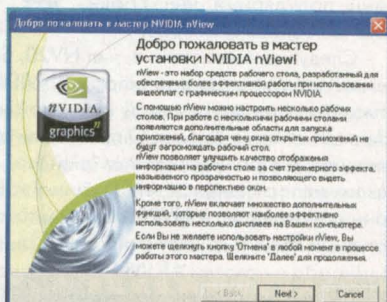 Добро пожаловать в мастер NVIDIA nView
Добро пожаловать в мастер
установки NVIDIA nView!
nView - это набор средств рабочего стола, разработанный для
обеспечения более эффективной работы при использовании
видеоплат с графическим процессором NVIDIA.
С помощью nView можно настроить несколько рабочих
столов. При работе с несколькими рабочими столами
появляются дополнительные области для запуска
приложений, благодаря чему окна открытых приложений не
будут загромождать рабочий стол.
nView позволяет улучшить качество отображения
информации на рабочем столе за счет трехмерного эффекта,
называемого прозрачность и позволяющего видеть
информацию в перспективе окон.
Кроме того, nView включает множество дополнительных
функций, которые позволяют наиболее эффективно
использовать несколько дисплеев на Вашем компьютере.
Если Вы не желаете использовать настройки nView, Вы
можете щелкнуть кнопку 'Отмена' в любой момент в процессе
работы этого мастера. Щелкните 'Далее' для продолжения.
nVIDIA
graphics n
< Back
Next >
Cancel